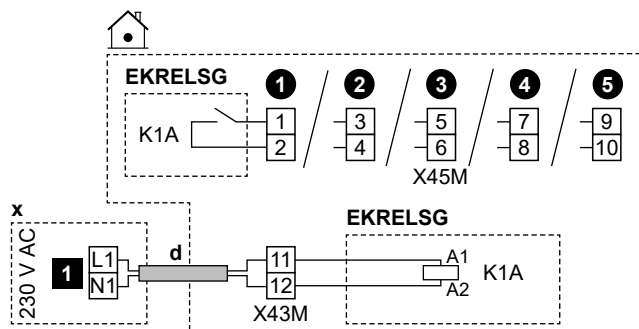 EKRELSG 1 2 3 4 5
K1A 1 / 3 / 5 / 7 / 9
2 4 6 8 10
X45M
x EKRELSG
230 V AC 1 L1 d 11 A1 K1A
N1 12 A2
X43M